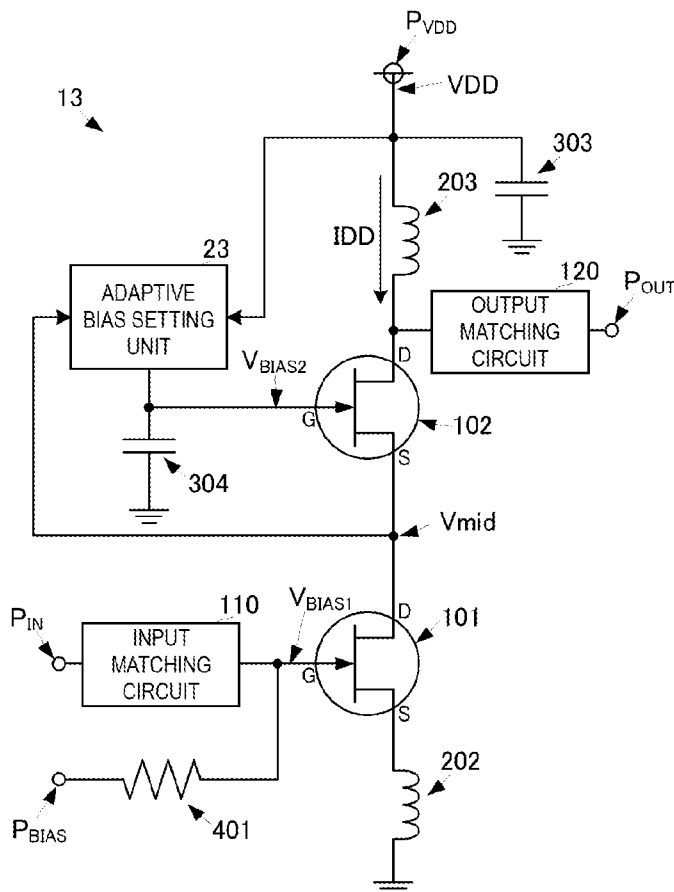 PVDD
VDD
13
303
203
IDD
23
ADAPTIVE
BIAS SETTING
UNIT
120
OUTPUT
MATCHING
CIRCUIT
POUT
VBIAS2
D
G
S
102
304
Vmid
PIN
110
INPUT
MATCHING
CIRCUIT
VBIAS1
D
G
S
101
202
PBIAS
401